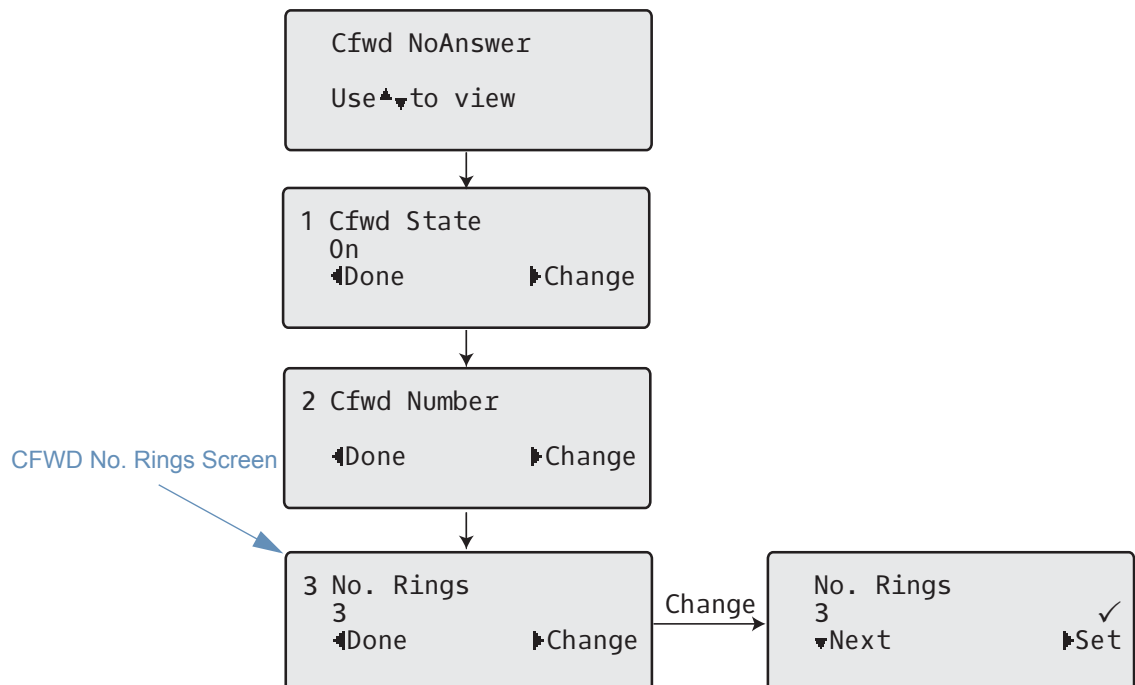 Cfwd NoAnswer
Use▲▼to view
1 Cfwd State
On
◀Done ▶Change
2 Cfwd Number
◀Done ▶Change
CFWD No. Rings Screen
3 No. Rings
3
◀Done ▶Change
Change
No. Rings
3 ✓
▼Next ▶Set